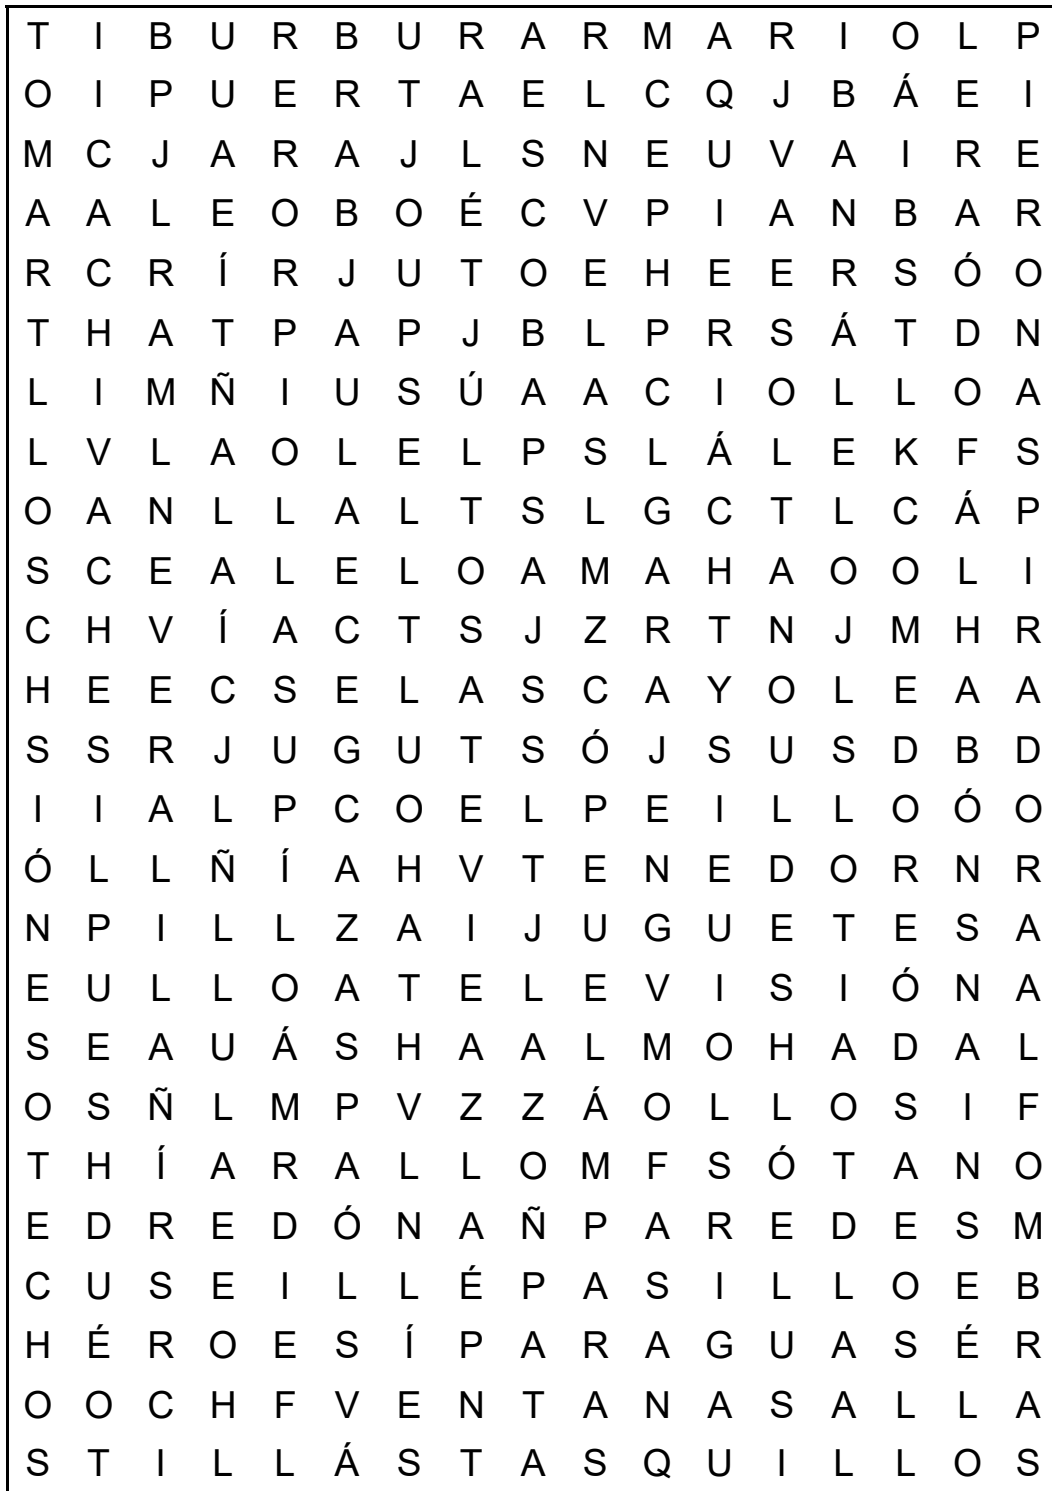 T I B U R B U R A R M A R I O L P
O I P U E R T A E L C Q J B Á E I
M C J A R A J L S N E U V A I R E
A A L E O B O É C V P I A N B A R
R C R Í R J U T O E H E E R S Ó O
T H A T P A P J B L P R S Á T D N
L I M Ñ I U S Ú A A C I O L L O A
L V L A O L E L P S L Á L E K F S
O A N L L A L T S L G C T L C Á P
S C E A L E L O A M A H A O O L I
C H V Í A C T S J Z R T N J M H R
H E E C S E L A S C A Y O L E A A
S S R J U G U T S Ó J S U S D B D
I I A L P C O E L P E I L L O Ó O
Ó L L Ñ Í A H V T E N E D O R N R
N P I L L Z A I J U G U E T E S A
E U L L O A T E L E V I S I Ó N A
S E A U Á S H A A L M O H A D A L
O S Ñ L M P V Z Z Á O L L O S I F
T H Í A R A L L O M F S Ó T A N O
E D R E D Ó N A Ñ P A R E D E S M
C U S E I L L É P A S I L L O E B
H É R O E S Í P A R A G U A S É R
O O C H F V E N T A N A S A L L A
S T I L L Á S T A S Q U I L L O S